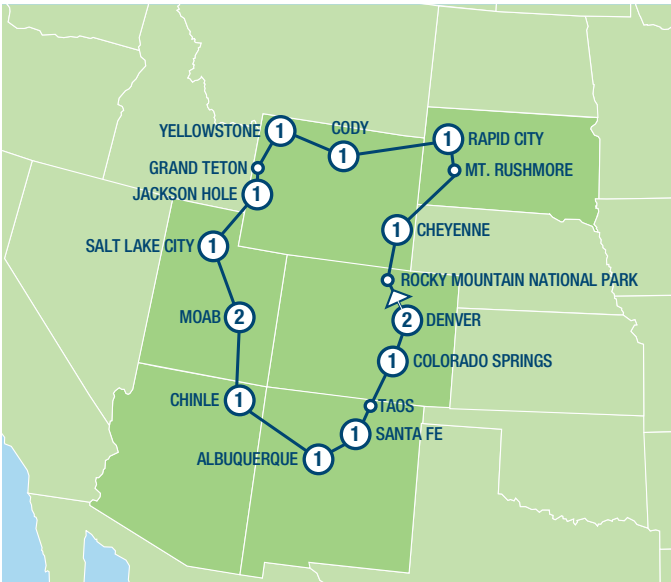 YELLOWSTONE 1
CODY
1
1 RAPID CITY
GRAND TETON
MT. RUSHMORE
JACKSON HOLE 1
1 CHEYENNE
SALT LAKE CITY 1
ROCKY MOUNTAIN NATIONAL PARK
MOAB 2
2 DENVER
1 COLORADO SPRINGS
CHINLE 1
TAOS
1 SANTA FE
ALBUQUERQUE 1